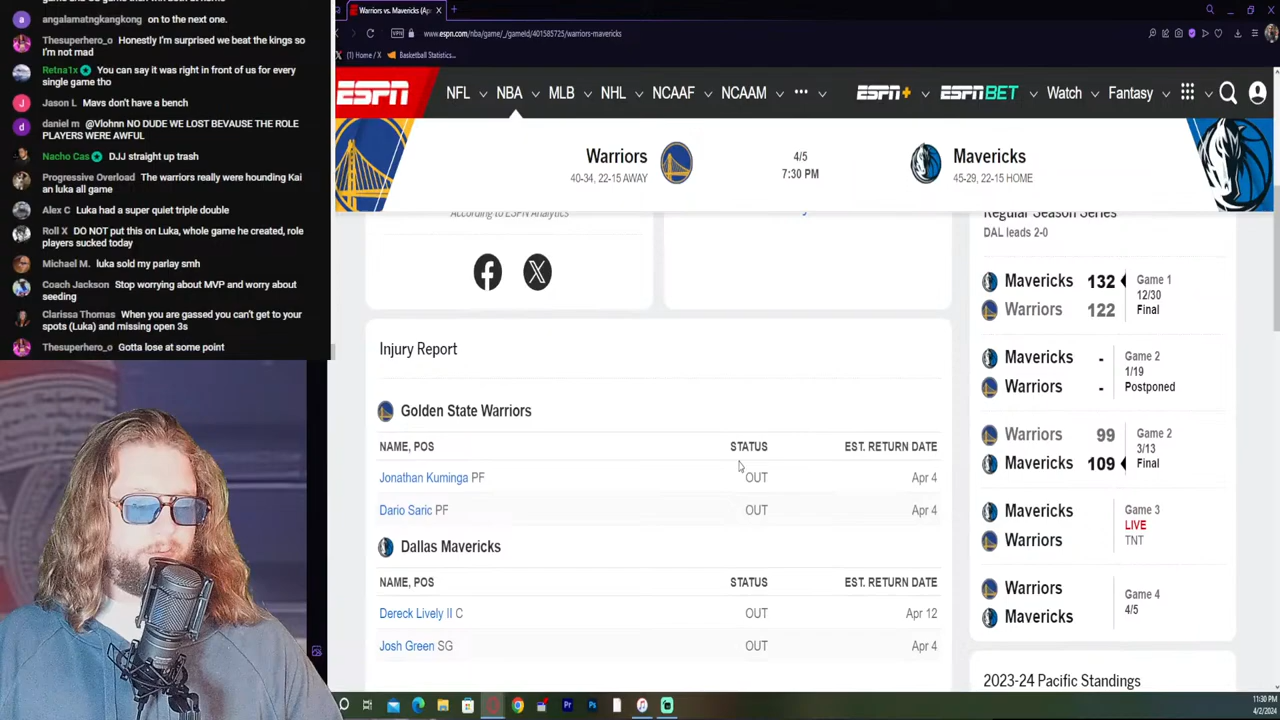 angalamatngkangkong on to the next one.
Thesuperhero_o Honestly I'm surprised we beat the kings so
I'm not mad
Retna1x You can say it was right in front of us for every
single game tho
Jason L Mavs don't have a bench
daniel m @Vlohnn NO DUDE WE LOST BEVAUSE THE ROLE
PLAYERS WERE AWFUL
Nacho Cas DJJ straight up trash
Progressive Overload The warriors really were hounding Kai
an luka all game
Alex C Luka had a super quiet triple double
Roll X DO NOT put this on Luka, whole game he created, role
players sucked today
Michael M. luka sold my parlay smh
Coach Jackson Stop worrying about MVP and worry about
seeding
Clarissa Thomas When you are gassed you can't get to your
spots (Luka) and missing open 3s
Thesuperhero_o Gotta lose at some point
Warriors vs. Mavericks (Ap
VPN www.espn.com/nba/game/_/gameId/401585725/warriors-mavericks
(1) Home / X Basketball Statistics...
ESPN NFL NBA MLB NHL NCAAF NCAAM ••• ESPN+ ESPN BET Watch Fantasy
Warriors
40-34, 22-15 AWAY
4/5
7:30 PM
Mavericks
45-29, 22-15 HOME
According to ESPN Analytics
Injury Report
Golden State Warriors
NAME, POS STATUS EST. RETURN DATE
Jonathan Kuminga PF OUT Apr 4
Dario Saric PF OUT Apr 4
Dallas Mavericks
NAME, POS STATUS EST. RETURN DATE
Dereck Lively II C OUT Apr 12
Josh Green SG OUT Apr 4
Regular Season Series
DAL leads 2-0
Mavericks 132 Game 1
12/30
Warriors 122 Final
Mavericks - Game 2
1/19
Warriors - Postponed
Warriors 99 Game 2
3/13
Mavericks 109 Final
Mavericks Game 3
LIVE
Warriors TNT
Warriors Game 4
4/5
Mavericks
2023-24 Pacific Standings
11:30 PM
4/2/2024